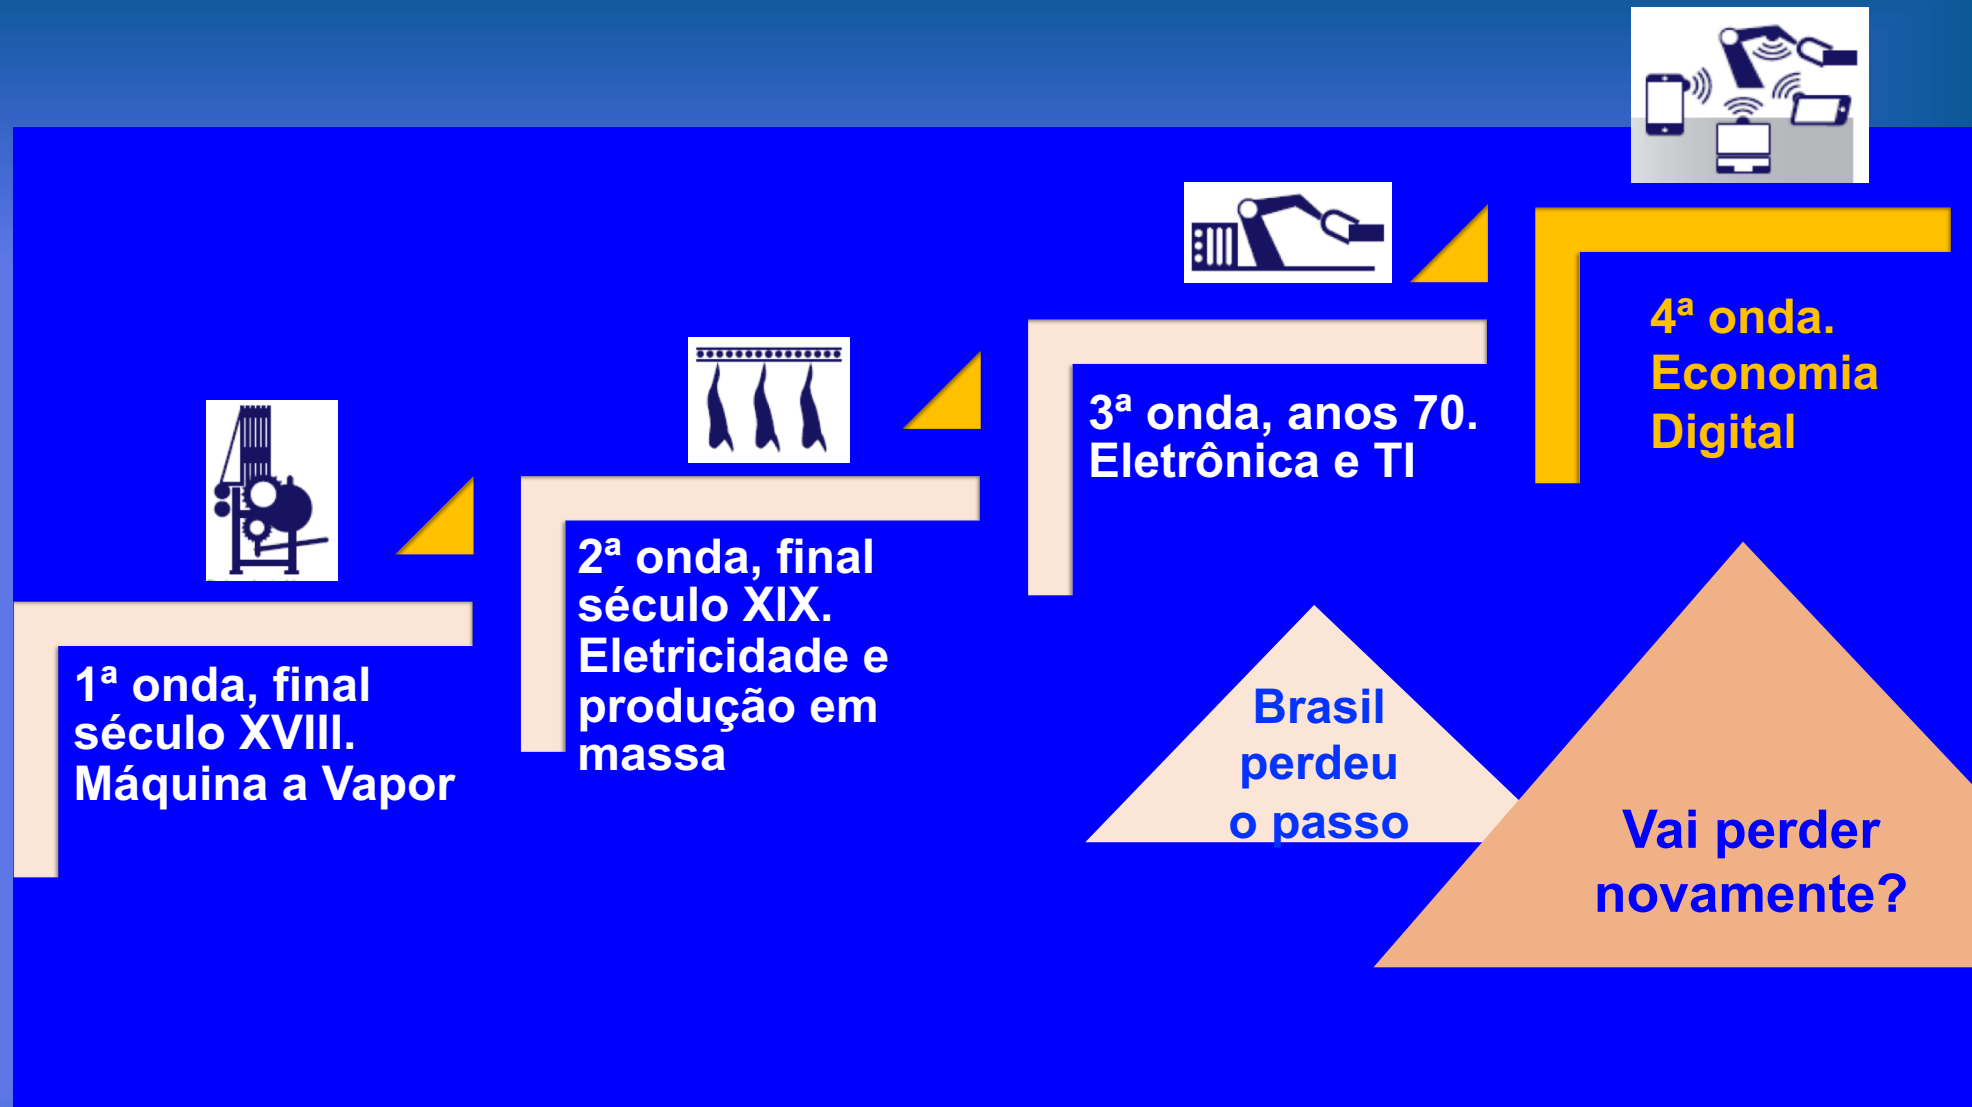 1ª onda, final
século XVIII.
Máquina a Vapor
2ª onda, final
século XIX.
Eletricidade e
produção em
massa
3ª onda, anos 70.
Eletrônica e TI
4ª onda.
Economia
Digital
Brasil
perdeu
o passo
Vai perder
novamente?